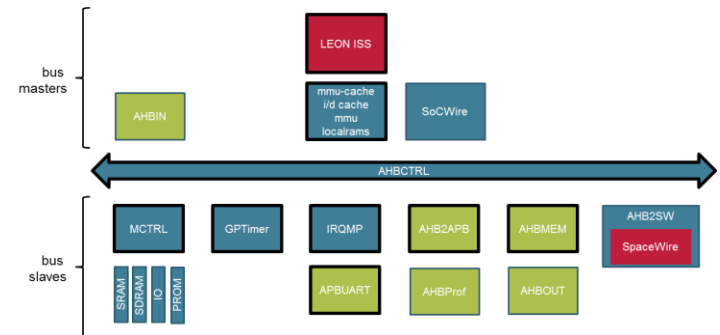 LEON ISS
bus
masters
AHBIN
mmu-cache
i/d cache
mmu
localrams
SoCWire
AHBCTRL
bus
slaves
MCTRL
GPTimer
IRQMP
AHB2APB
AHBMEM
AHB2SW
SpaceWire
SRAM
SDRAM
IO
PROM
APBUART
AHBProf
AHBOUT